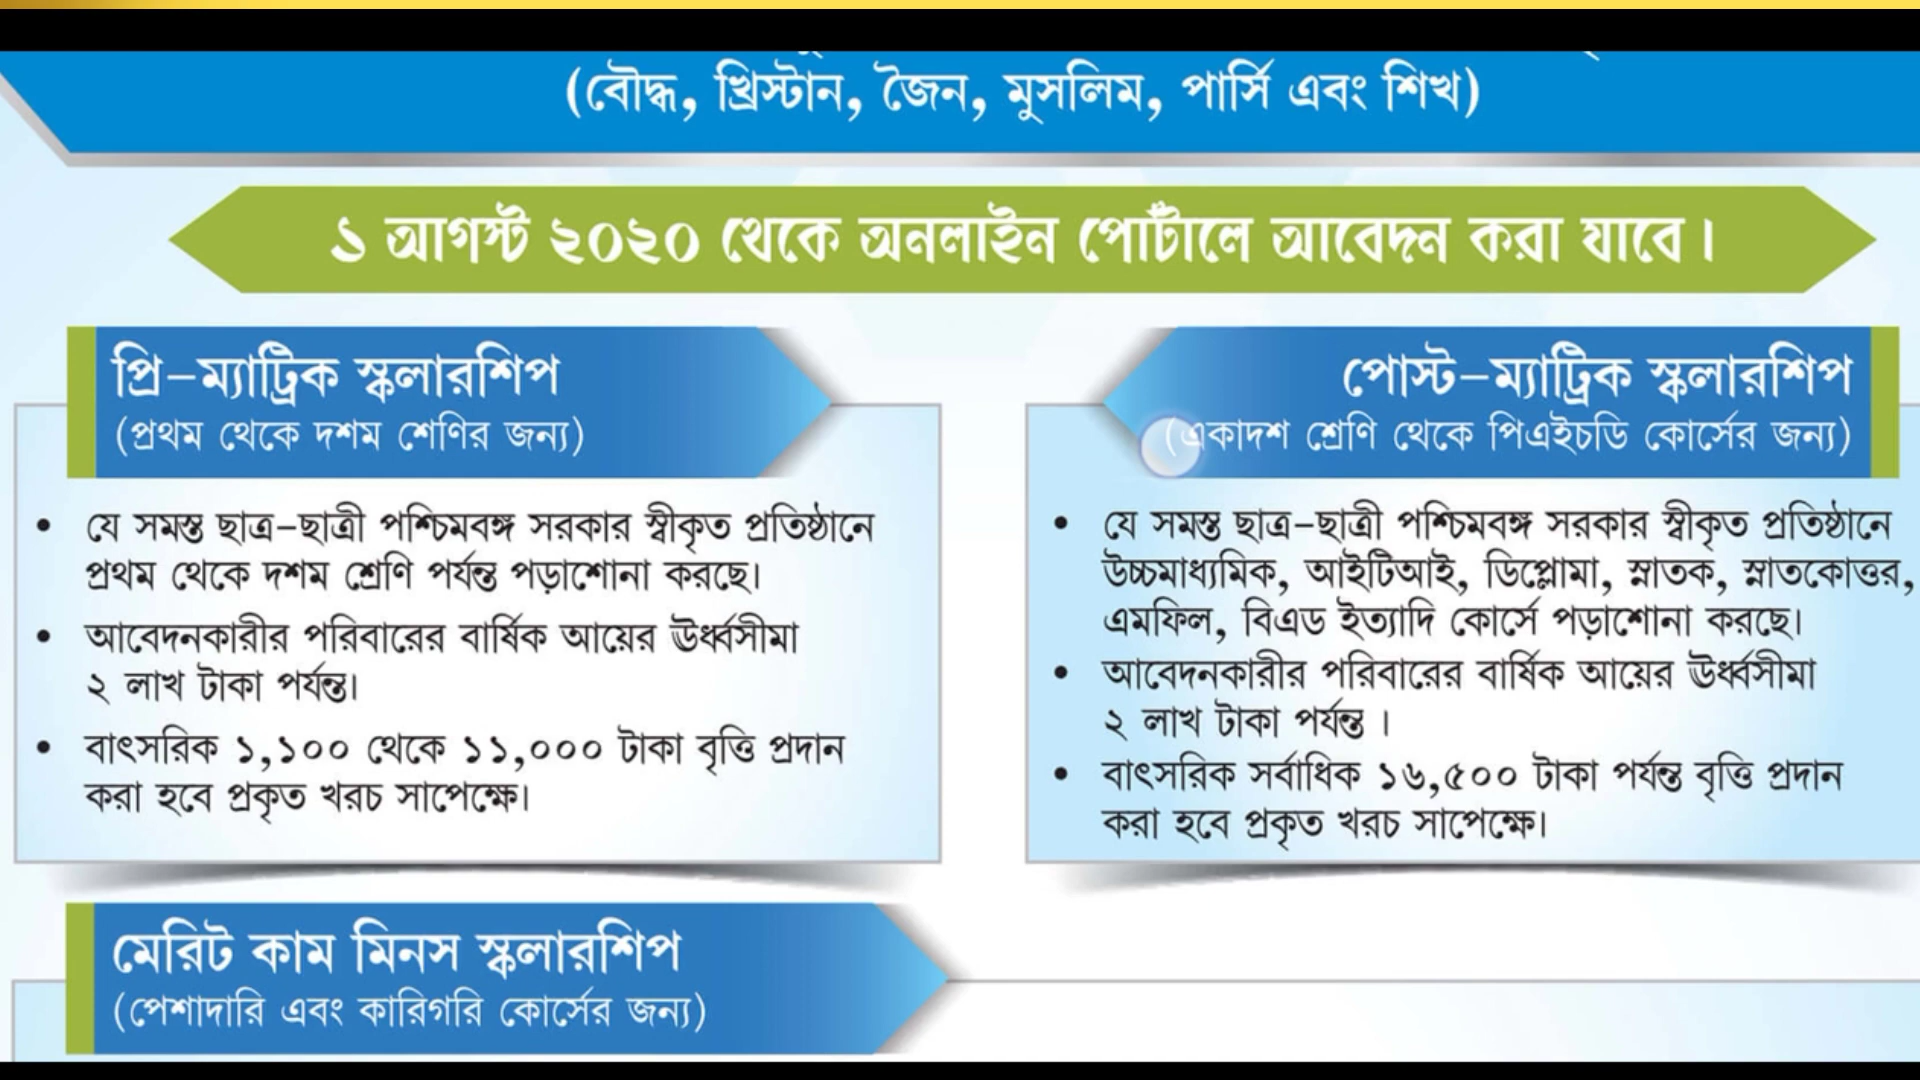 (বৌদ্ধ, খ্রিস্টান, জৈন, মুসলিম, পার্সি এবং শিখ)
১ আগস্ট ২০২০ থেকে অনলাইন পোর্টালে আবেদন করা যাবে।
প্রি-ম্যাট্রিক স্কলারশিপ
(প্রথম থেকে দশম শেণির জন্য)
• যে সমস্ত ছাত্র-ছাত্রী পশ্চিমবঙ্গ সরকার স্বীকৃত প্রতিষ্ঠানে
প্রথম থেকে দশম শ্রেণি পর্যন্ত পড়াশোনা করছে।
• আবেদনকারীর পরিবারের বার্ষিক আয়ের ঊর্ধ্বসীমা
২ লাখ টাকা পর্যন্ত।
• বাৎসরিক ১,১০০ থেকে ১১,০০০ টাকা বৃত্তি প্রদান
করা হবে প্রকৃত খরচ সাপেক্ষে।
পোস্ট-ম্যাট্রিক স্কলারশিপ
(একাদশ শ্রেণি থেকে পিএইচডি কোর্সের জন্য)
• যে সমস্ত ছাত্র-ছাত্রী পশ্চিমবঙ্গ সরকার স্বীকৃত প্রতিষ্ঠানে
উচ্চমাধ্যমিক, আইটিআই, ডিপ্লোমা, স্নাতক, স্নাতকোত্তর,
এমফিল, বিএড ইত্যাদি কোর্সে পড়াশোনা করছে।
• আবেদনকারীর পরিবারের বার্ষিক আয়ের ঊর্ধ্বসীমা
২ লাখ টাকা পর্যন্ত ।
• বাৎসরিক সর্বাধিক ১৬,৫০০ টাকা পর্যন্ত বৃত্তি প্রদান
করা হবে প্রকৃত খরচ সাপেক্ষে।
মেরিট কাম মিনস স্কলারশিপ
(পেশাদারি এবং কারিগরি কোর্সের জন্য)